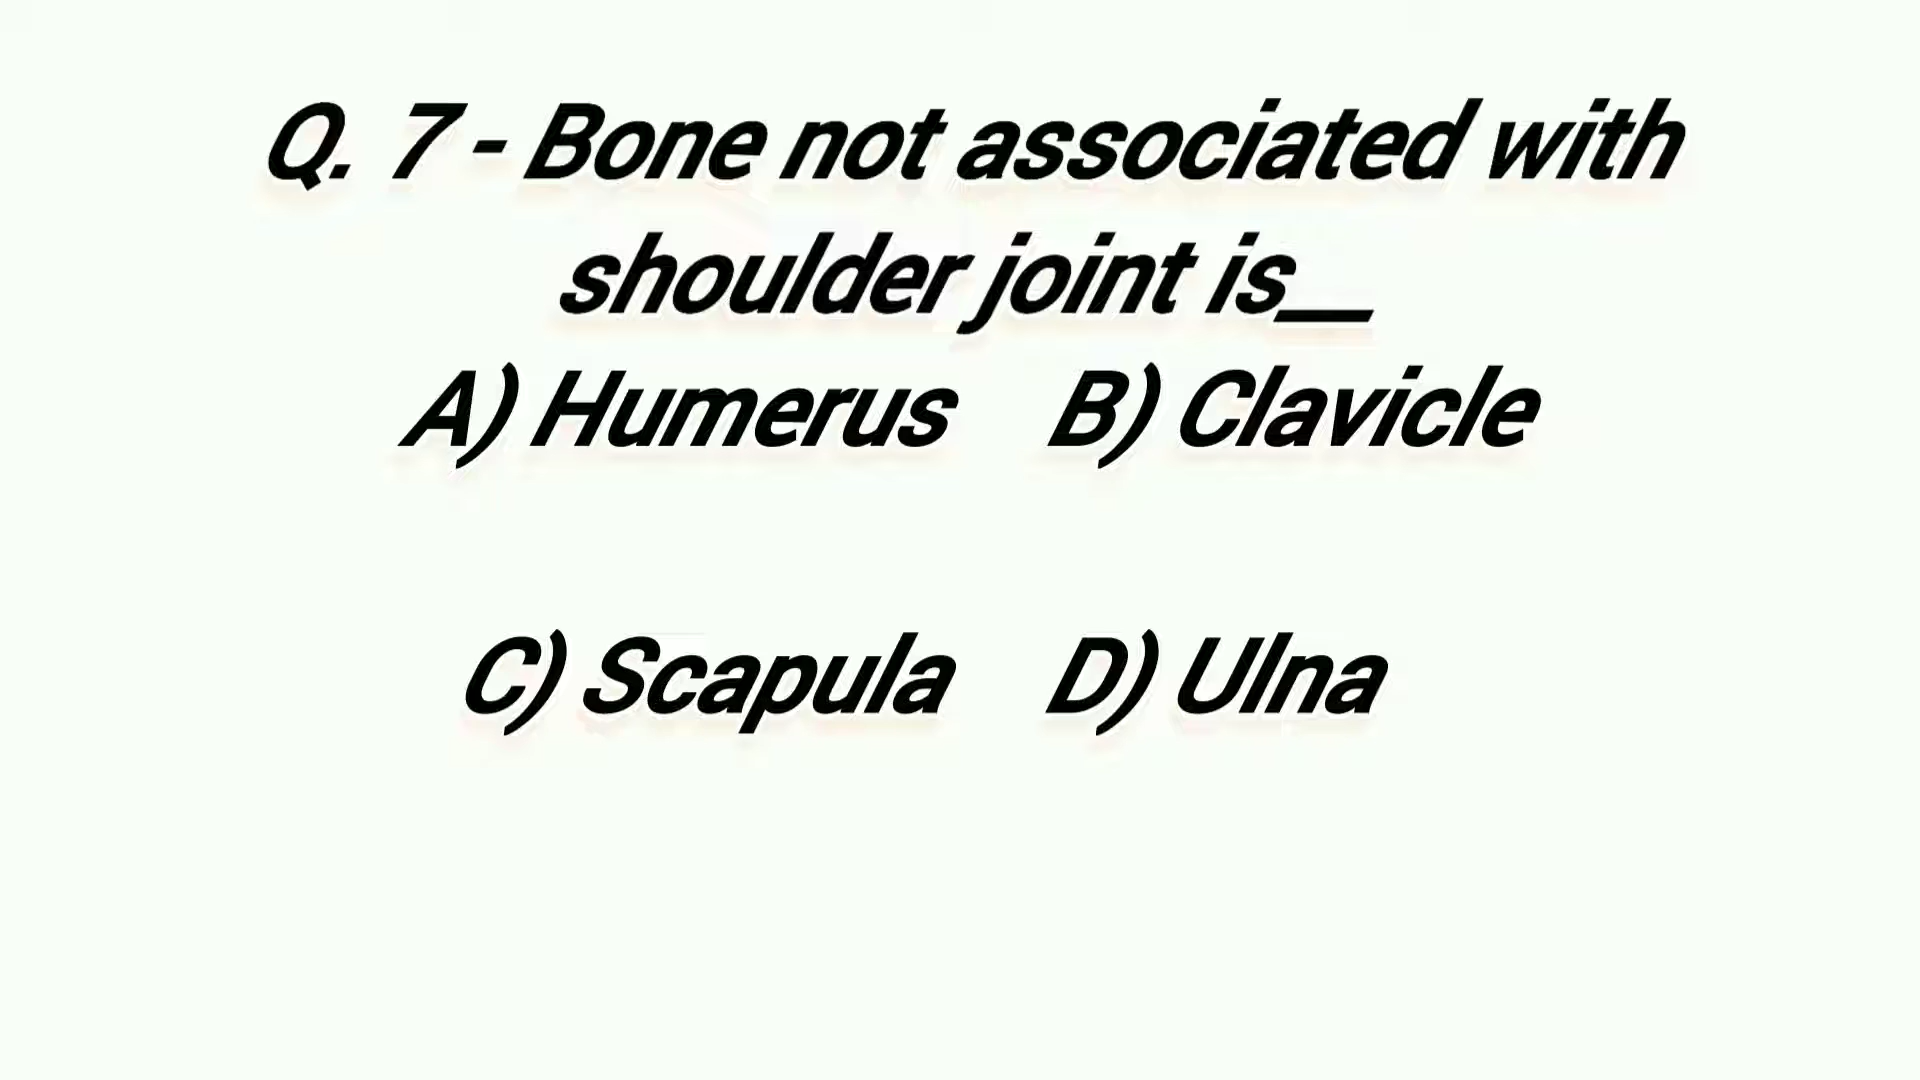 Q. 7 - Bone not associated with
shoulder joint is__
A) Humerus B) Clavicle
C) Scapula D) Ulna